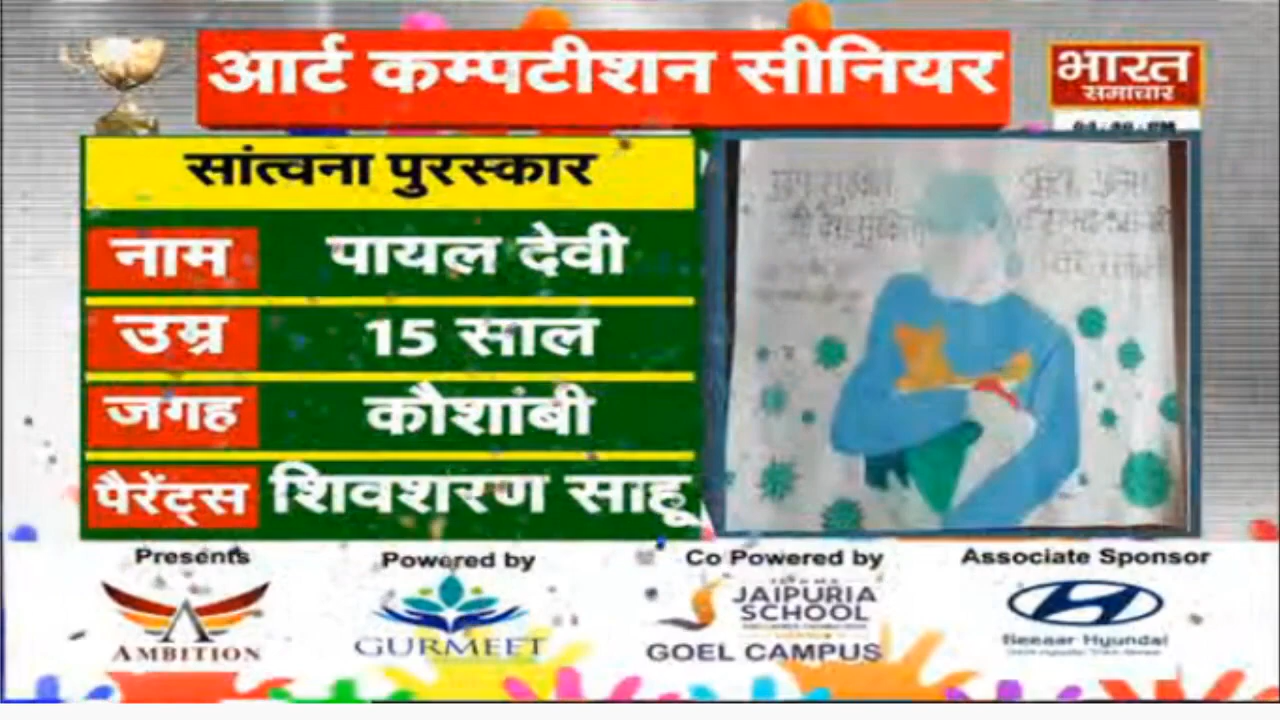 आर्ट कम्पटीशन सीनियर
भारत
समाचार
सांत्वना पुरस्कार
नाम पायल देवी
उम्र 15 साल
जगह कौशांबी
पैरेंट्स शिवशरण साहू
Presents
Powered by
Co Powered by
Associate Sponsor
AMBITION
GURMEET
JAIPURIA
SCHOOL
GOEL CAMPUS
Hyundai